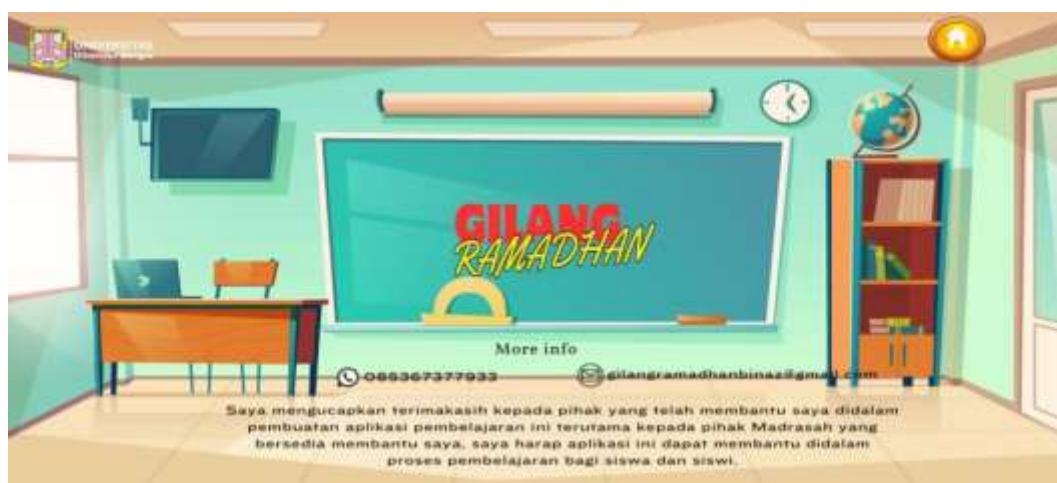 UNIVERSITAS
GILANG
RAMADHAN
More info
085367377933
gilangramadhanbinaz@gmail.com
Saya mengucapkan terimakasih kepada pihak yang telah membantu saya didalam
pembuatan aplikasi pembelajaran ini terutama kepada pihak Madrasah yang
bersedia membantu saya, saya harap aplikasi ini dapat membantu didalam
proses pembelajaran bagi siswa dan siswi.